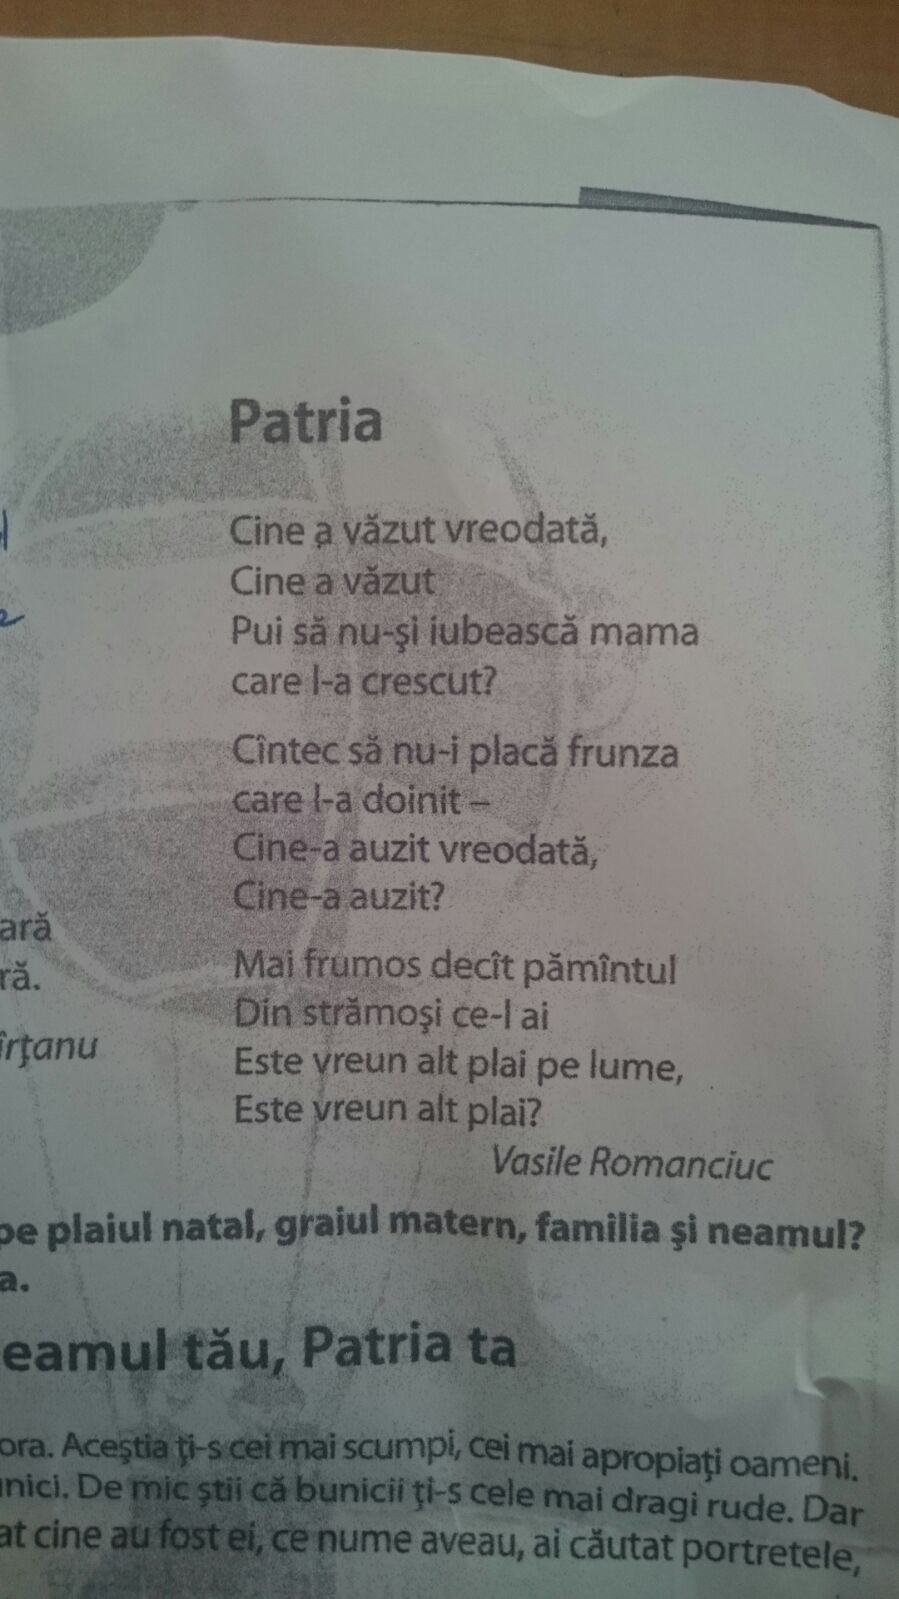 Patria
Cine a văzut vreodată,
Cine a văzut
Pui să nu-şi iubească mama
care l-a crescut?
Cîntec să nu-i placă frunza
care l-a doinit –
Cine-a auzit vreodată,
Cine-a auzit?
ară
ră.
Mai frumos decît pămîntul
Din strămoşi ce-l ai
îrţanu
Este vreun alt plai pe lume,
Este vreun alt plai?
Vasile Romanciuc
pe plaiul natal, graiul matern, familia şi neamul?
a.
eamul tău, Patria ta
ora. Aceştia ţi-s cei mai scumpi, cei mai apropiaţi oameni.
nici. De mic ştii că bunicii ţi-s cele mai dragi rude. Dar
at cine au fost ei, ce nume aveau, ai căutat portretele,